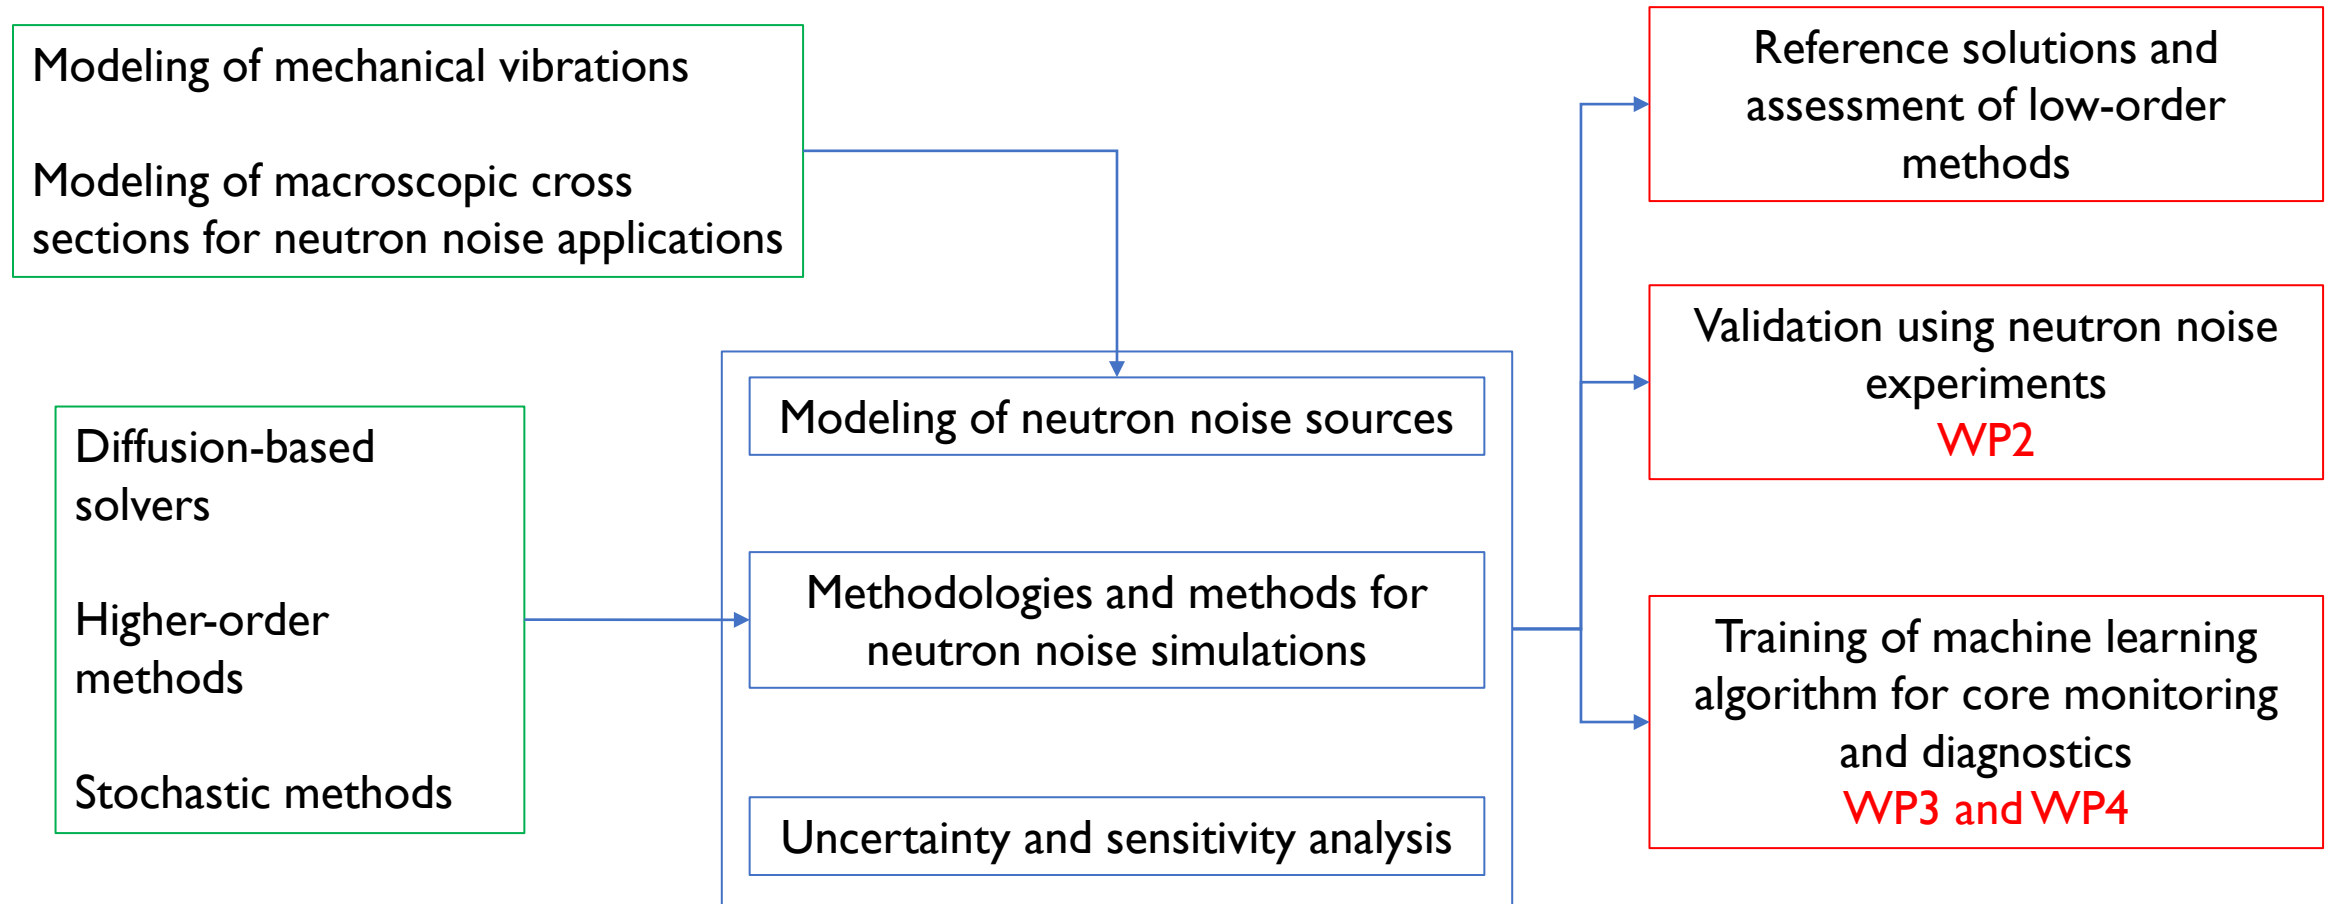 Modeling of mechanical vibrations
Modeling of macroscopic cross
sections for neutron noise applications
Diffusion-based
solvers
Higher-order
methods
Stochastic methods
Modeling of neutron noise sources
Methodologies and methods for
neutron noise simulations
Uncertainty and sensitivity analysis
Reference solutions and
assessment of low-order
methods
Validation using neutron noise
experiments
WP2
Training of machine learning
algorithm for core monitoring
and diagnostics
WP3 and WP4